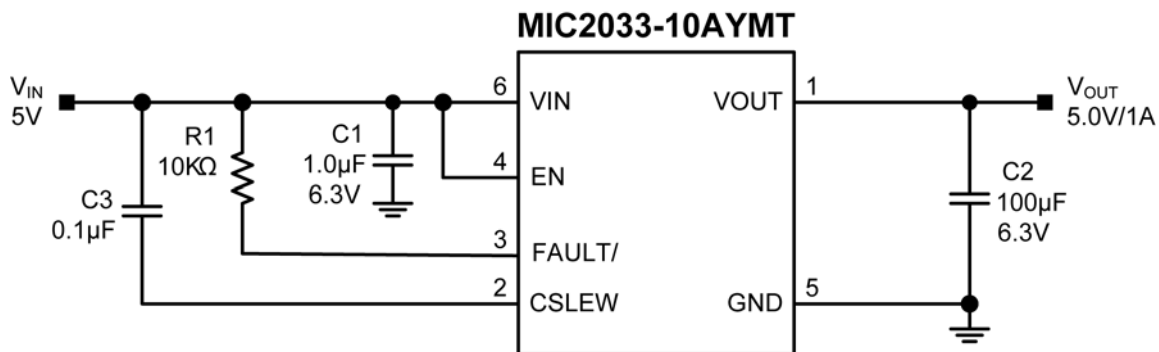 MIC2033-10AYMT
VIN
5V
6
VIN
VOUT
1
VOUT
5.0V/1A
R1
10KΩ
C1
1.0µF
6.3V
4
EN
C3
0.1µF
C2
100µF
6.3V
3
FAULT/
2
CSLEW
GND
5